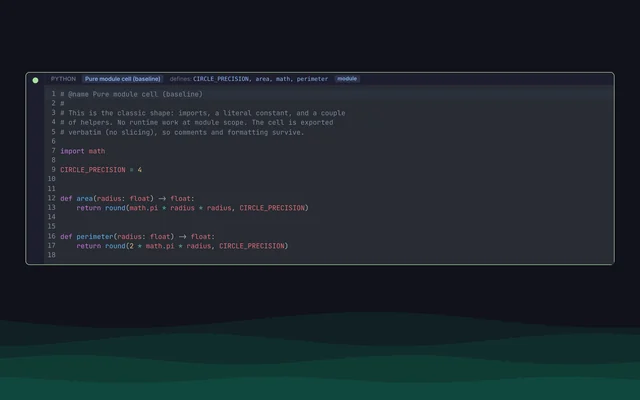 PYTHON Pure module cell (baseline) defines: CIRCLE_PRECISION, area, math, perimeter module
1 # @name Pure module cell (baseline)
2 #
3 # This is the classic shape: imports, a literal constant, and a couple
4 # of helpers. No runtime work at module scope. The cell is exported
5 # verbatim (no slicing), so comments and formatting survive.
6
7 import math
8
9 CIRCLE_PRECISION = 4
10
11
12 def area(radius: float) -> float:
13     return round(math.pi * radius * radius, CIRCLE_PRECISION)
14
15
16 def perimeter(radius: float) -> float:
17     return round(2 * math.pi * radius, CIRCLE_PRECISION)
18